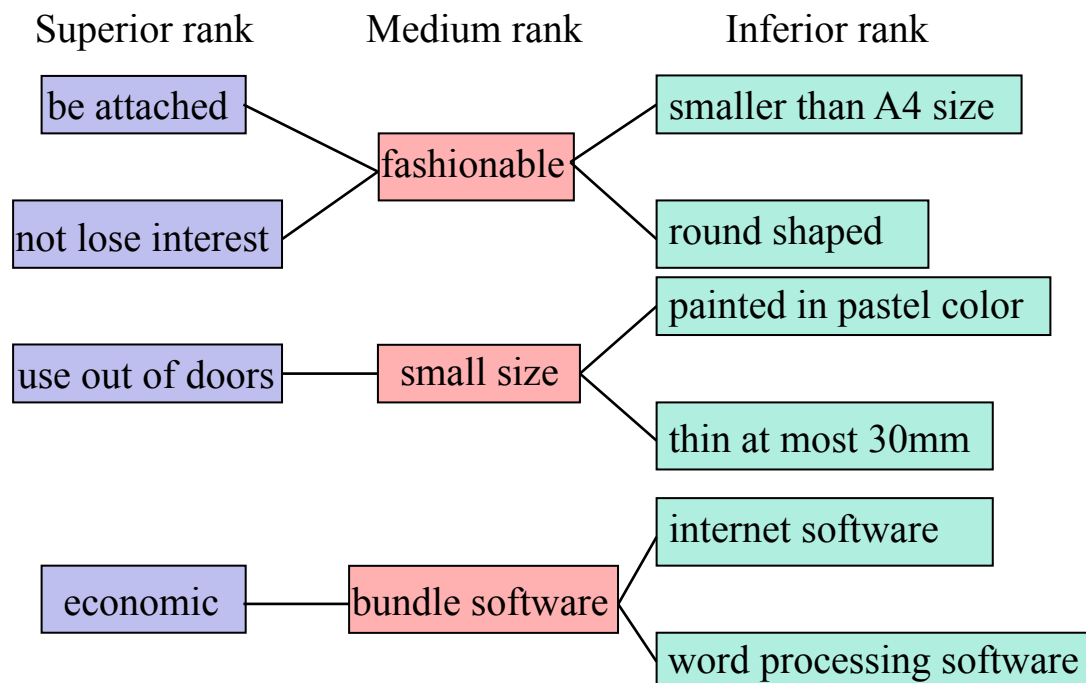 Superior rank
Medium rank
Inferior rank
be attached
fashionable
smaller than A4 size
not lose interest
round shaped
painted in pastel color
use out of doors
small size
thin at most 30mm
internet software
economic
bundle software
word processing software